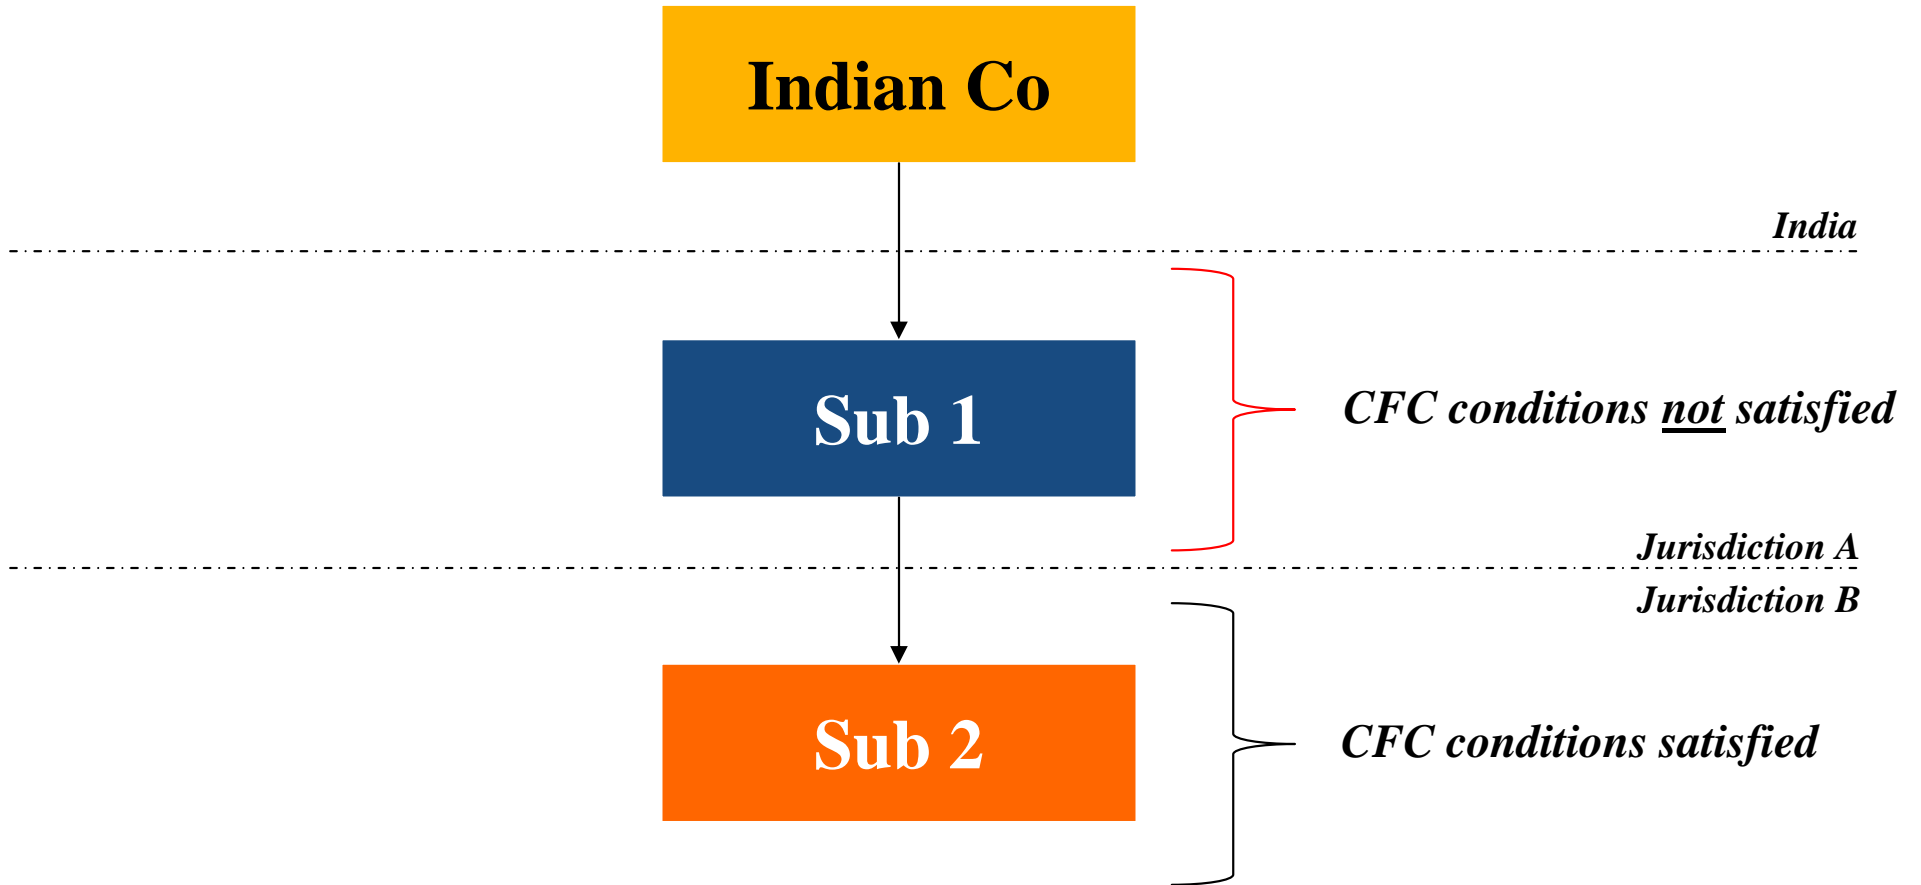 Indian Co
India
Sub 1
CFC conditions not satisfied
Jurisdiction A
Jurisdiction B
Sub 2
CFC conditions satisfied